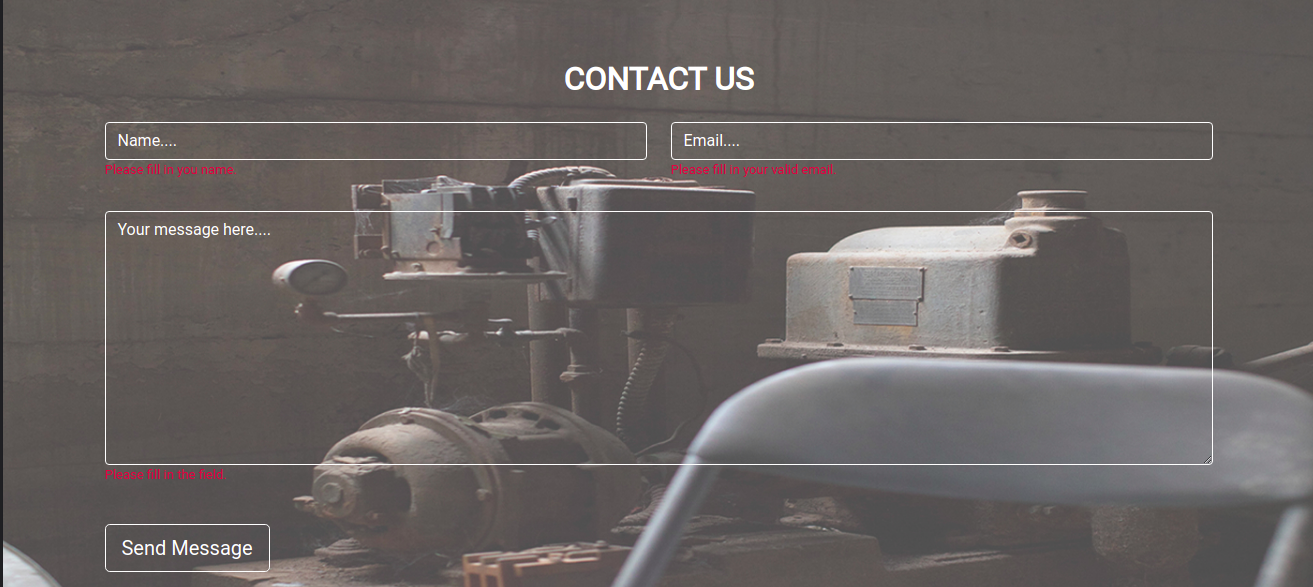 CONTACT US
Name....
Email....
Please fill in you name.
Please fill in your valid email.
Your message here....
Please fill in the field.
Send Message